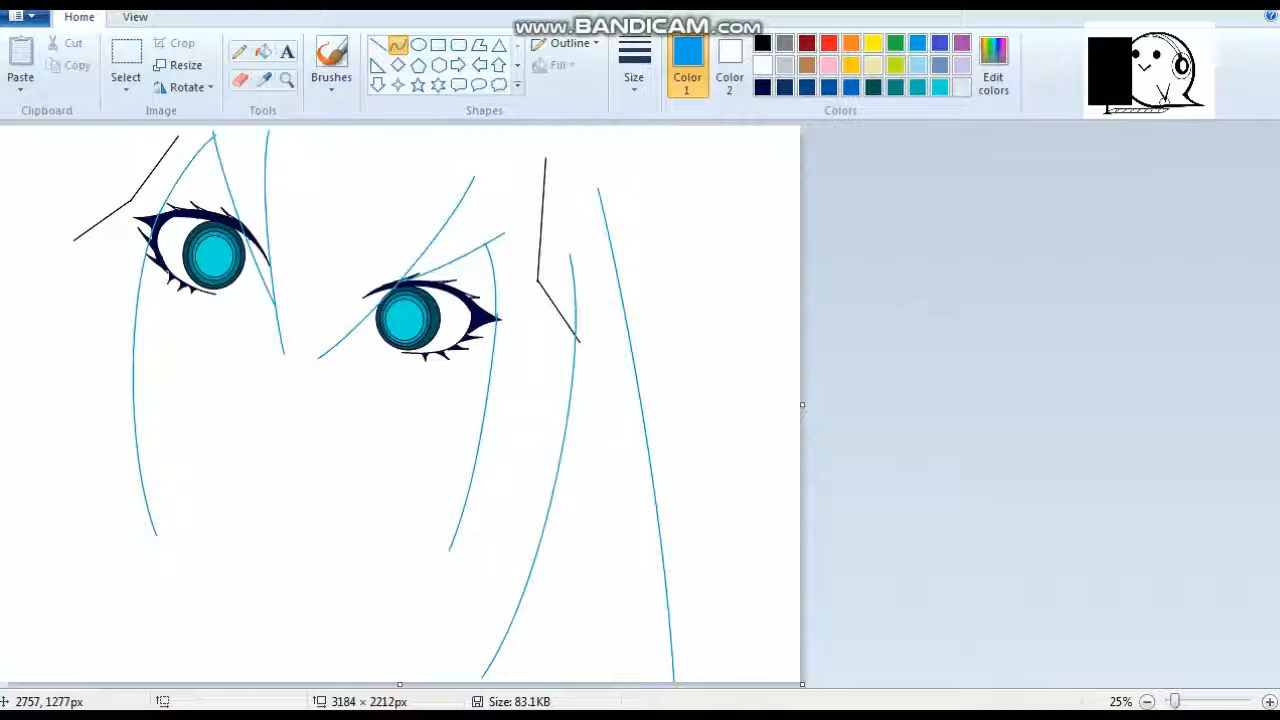 Home View
www.BANDICAM.com
Paste
Cut
Copy
Clipboard
Select
Crop
Resize
Rotate
Image
A
Tools
Brushes
Shapes
Outline
Fill
Size
Color
1
Color
2
Edit
colors
Colors
2757, 1277px
3184 × 2212px
Size: 83.1KB
25%